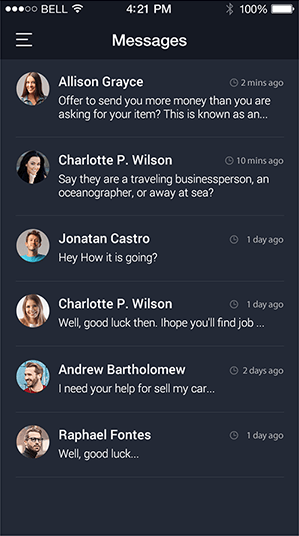 BELL 4:21 PM 100%
Messages
Allison Grayce 2 mins ago
Offer to send you more money than you are
asking for your item? This is known as an...
Charlotte P. Wilson 10 mins ago
Say they are a traveling businessperson, an
oceanographer, or away at sea?
Jonatan Castro 1 day ago
Hey How it is going?
Charlotte P. Wilson 1 day ago
Well, good luck then. Ihope you'll find job ...
Andrew Bartholomew 2 days ago
I need your help for sell my car...
Raphael Fontes 1 day ago
Well, good luck...